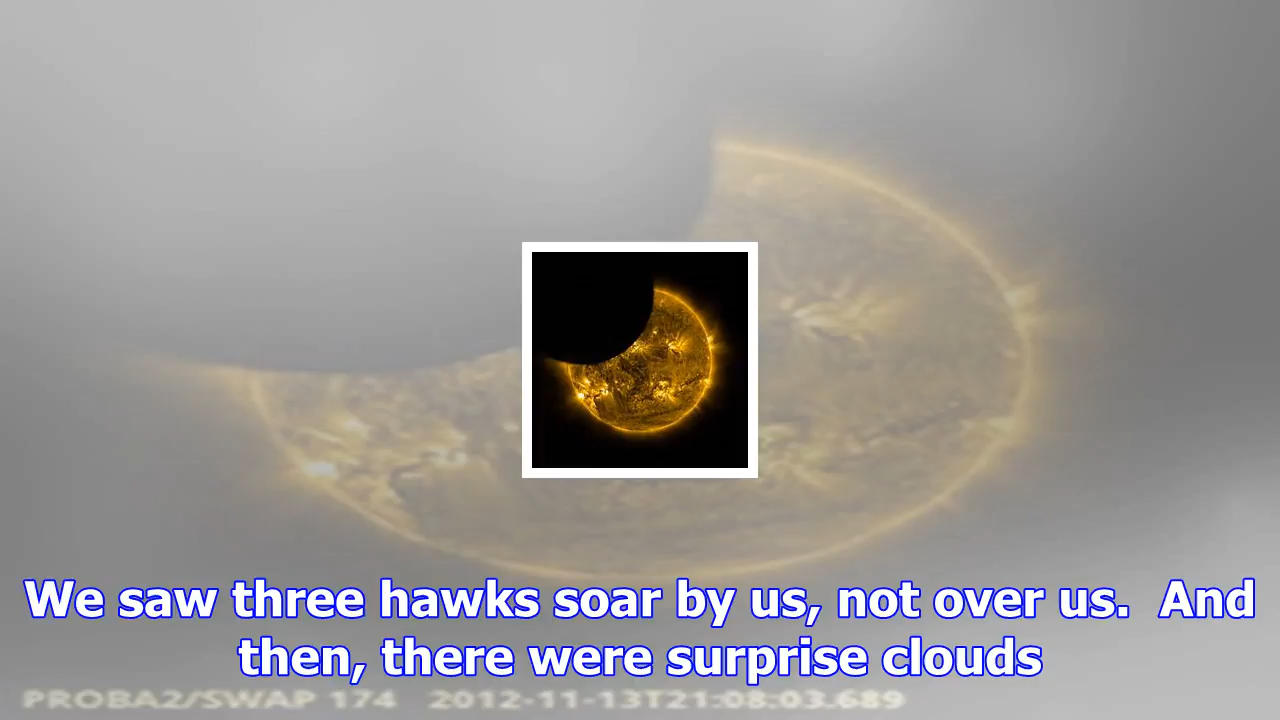 We saw three hawks soar by us, not over us.  And
then, there were surprise clouds
PROBA2/SWAP 174   2012-11-13T21:08:03.689